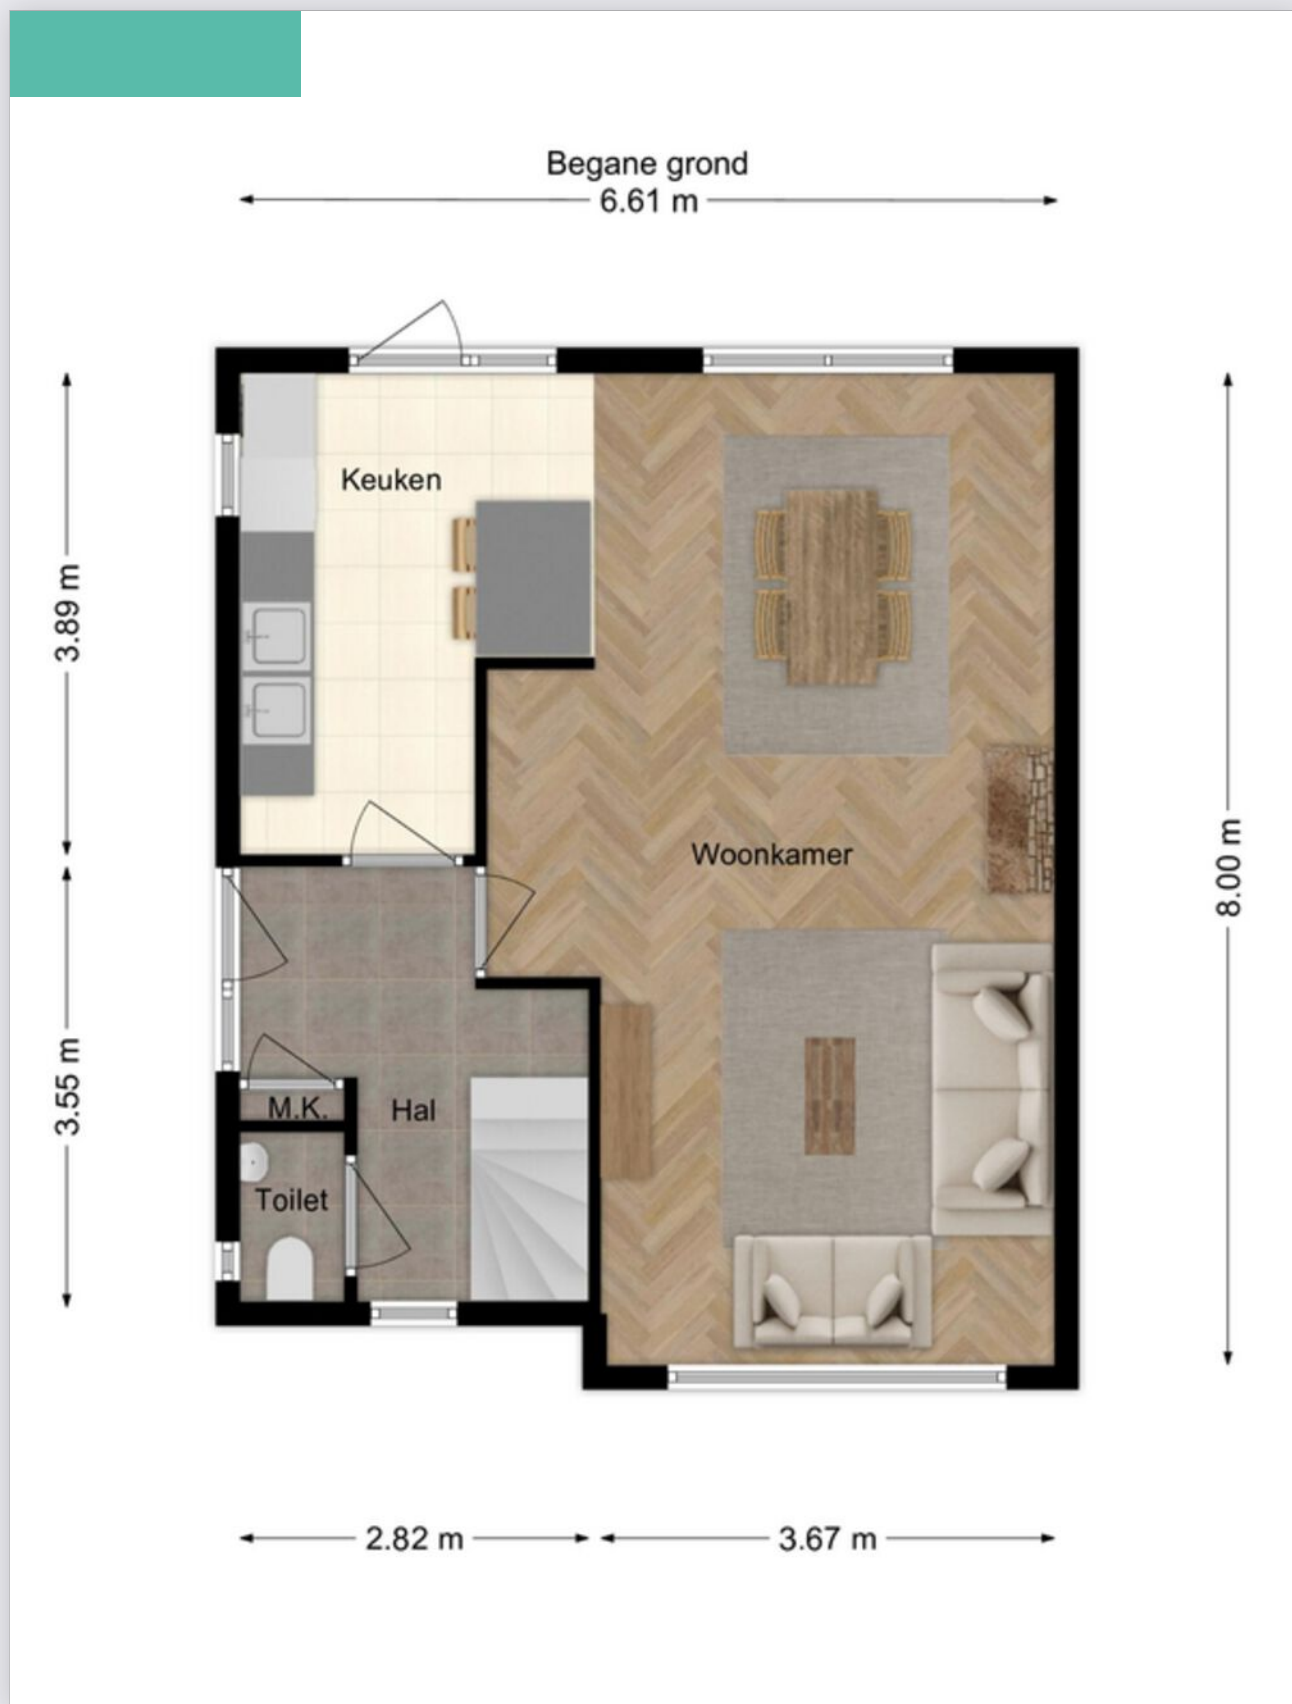 Begane grond
6.61 m
Keuken
3.89 m
Woonkamer
8.00 m
3.55 m
M.K.
Hal
Toilet
2.82 m
3.67 m